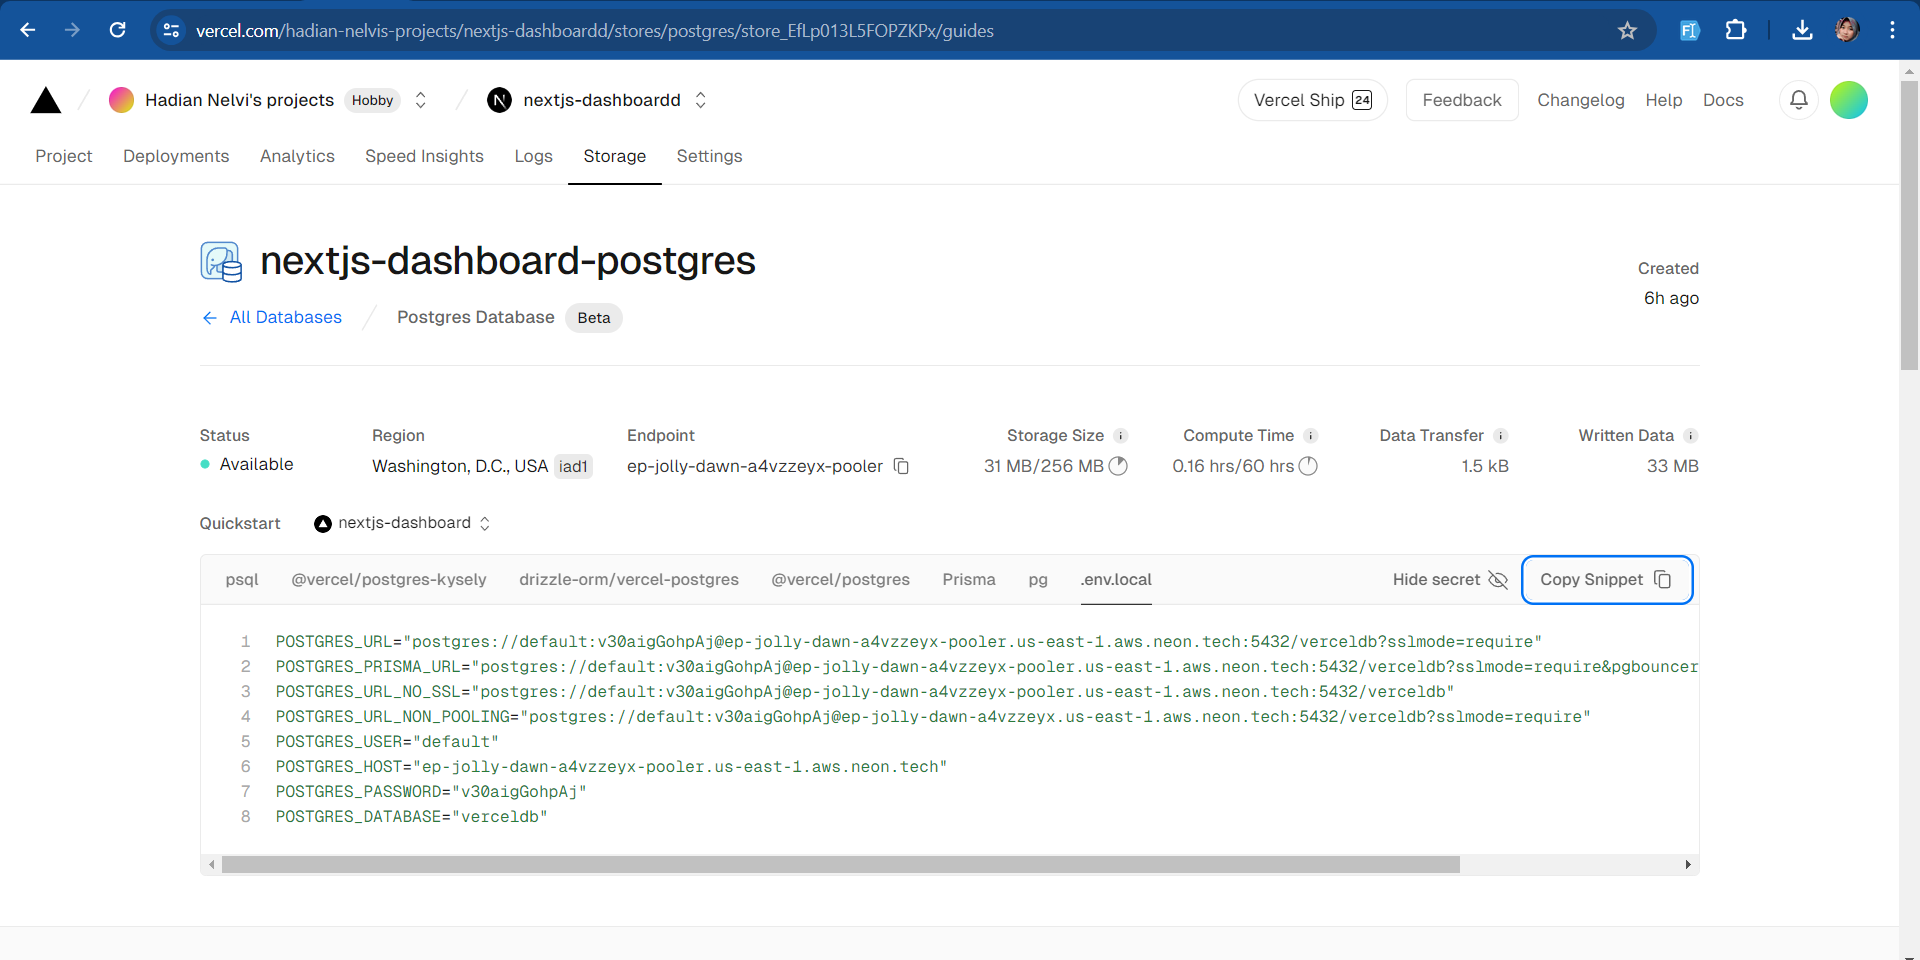 vercel.com/hadian-nelvis-projects/nextjs-dashboardd/stores/postgres/store_EfLp013L5FOPZKPx/guides
Hadian Nelvi's projects Hobby nextjs-dashboardd Vercel Ship 24 Feedback Changelog Help Docs
Project Deployments Analytics Speed Insights Logs Storage Settings
nextjs-dashboard-postgres
Created
6h ago
All Databases / Postgres Database Beta
Status Region Endpoint Storage Size Compute Time Data Transfer Written Data
Available Washington, D.C., USA iad1 ep-jolly-dawn-a4vzzeyx-pooler 31 MB/256 MB 0.16 hrs/60 hrs 1.5 kB 33 MB
Quickstart nextjs-dashboard
psql @vercel/postgres-kysely drizzle-orm/vercel-postgres @vercel/postgres Prisma pg .env.local Hide secret Copy Snippet
1 POSTGRES_URL="postgres://default:v30aigGohpAj@ep-jolly-dawn-a4vzzeyx-pooler.us-east-1.aws.neon.tech:5432/verceldb?sslmode=require"
2 POSTGRES_PRISMA_URL="postgres://default:v30aigGohpAj@ep-jolly-dawn-a4vzzeyx-pooler.us-east-1.aws.neon.tech:5432/verceldb?sslmode=require&pgbouncer
3 POSTGRES_URL_NO_SSL="postgres://default:v30aigGohpAj@ep-jolly-dawn-a4vzzeyx-pooler.us-east-1.aws.neon.tech:5432/verceldb"
4 POSTGRES_URL_NON_POOLING="postgres://default:v30aigGohpAj@ep-jolly-dawn-a4vzzeyx.us-east-1.aws.neon.tech:5432/verceldb?sslmode=require"
5 POSTGRES_USER="default"
6 POSTGRES_HOST="ep-jolly-dawn-a4vzzeyx-pooler.us-east-1.aws.neon.tech"
7 POSTGRES_PASSWORD="v30aigGohpAj"
8 POSTGRES_DATABASE="verceldb"